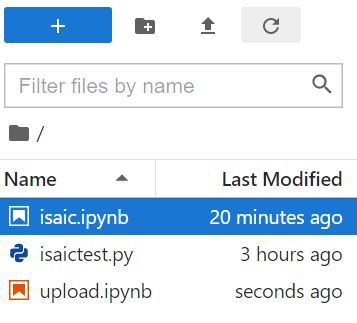 Filter files by name
/
Name Last Modified
isaic.ipynb 20 minutes ago
isaictest.py 3 hours ago
upload.ipynb seconds ago